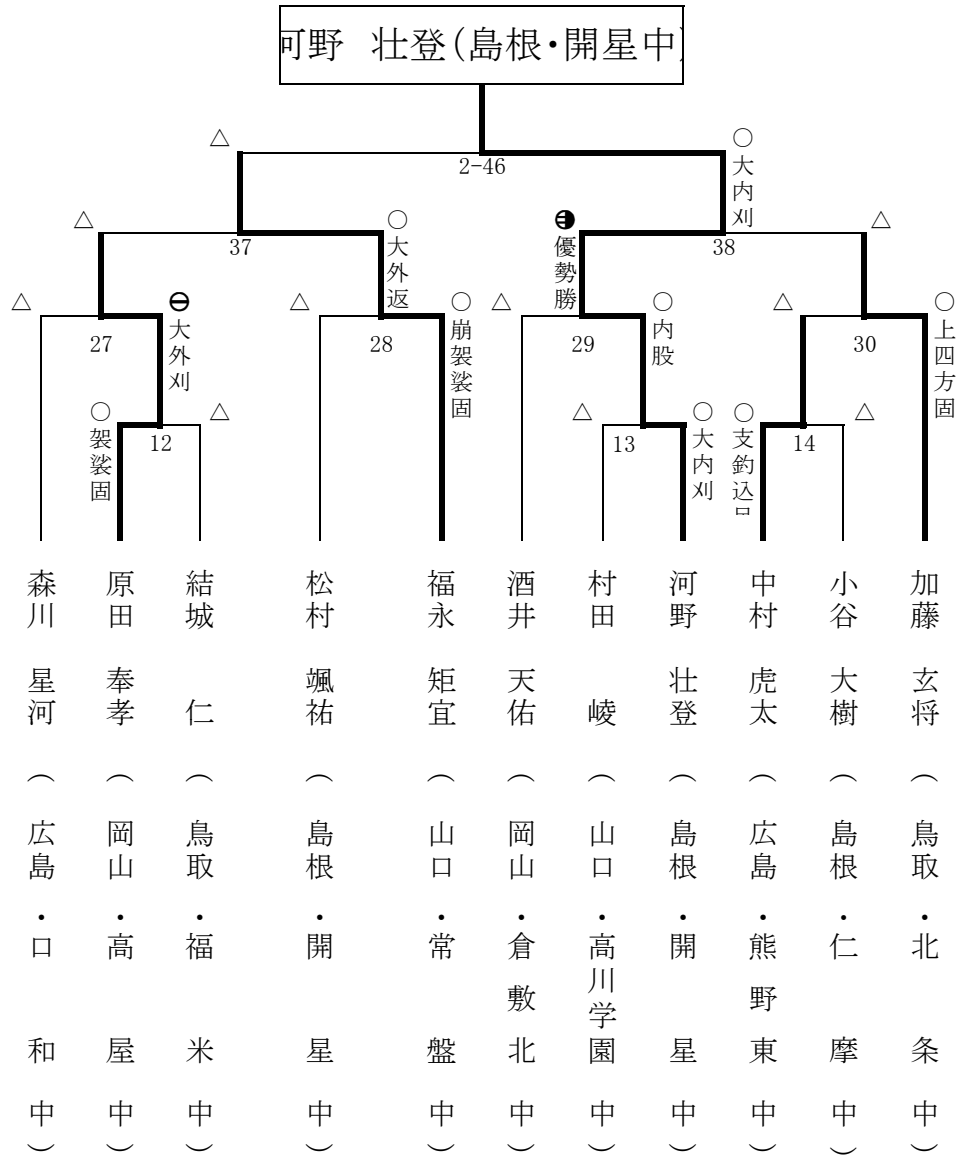 河野 壮登(島根・開星中)
△
○大内刈
2-46
△
○大外返
優勢勝
△
37
38
△
大外刈
△
○崩袈裟固
△
○内股
△
○上四方固
27
28
29
30
○袈裟固
△
△
○大内刈
○支釣込足
△
12
13
14
森川 星河(広島・口和中)
原田 奉孝(岡山・高屋中)
結城 仁(鳥取・福米中)
松村 颯祐(島根・開星中)
福永 矩宜(山口・常盤中)
酒井 天佑(岡山・倉敷北中)
村田 崚(山口・高川学園中)
河野 壮登(島根・開星中)
中村 虎太(広島・熊野東中)
小谷 大樹(島根・仁摩中)
加藤 玄将(鳥取・北条中)